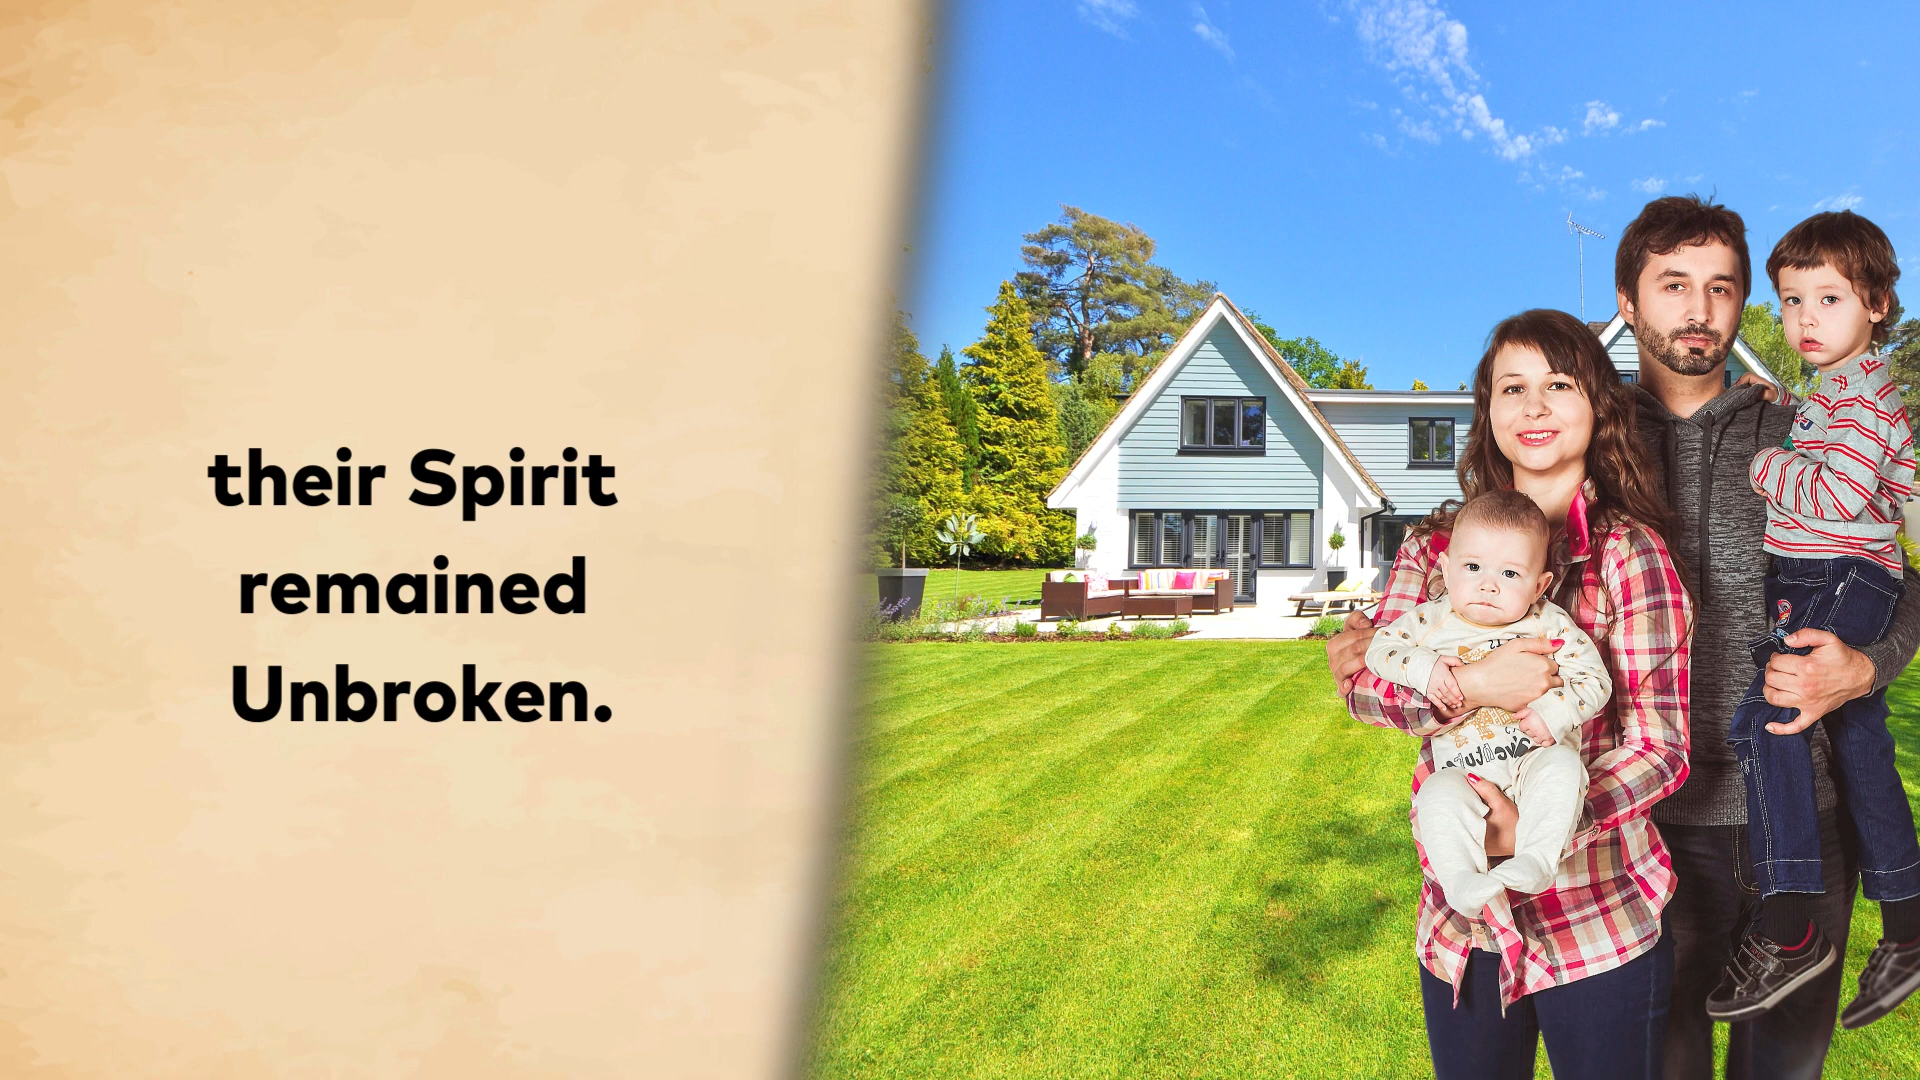 their Spirit
remained
Unbroken.